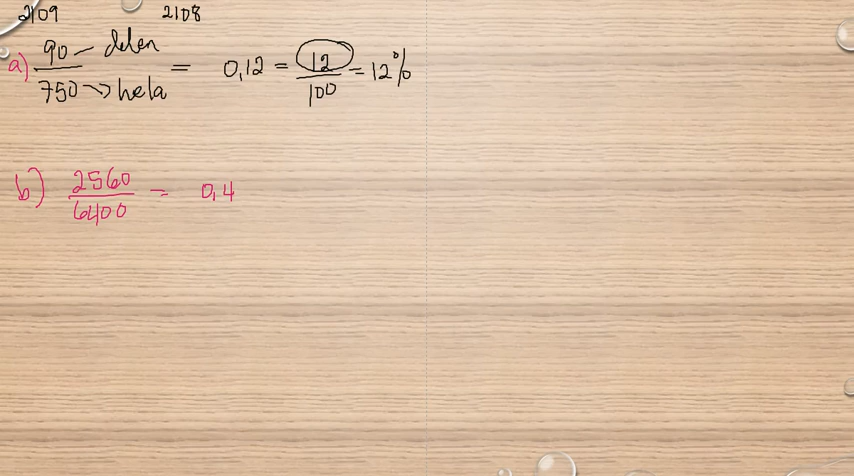 2109 2108
a) 90 – delen / 750 → hela = 0,12 = 12/100 = 12%
b) 2560/6400 = 0,4